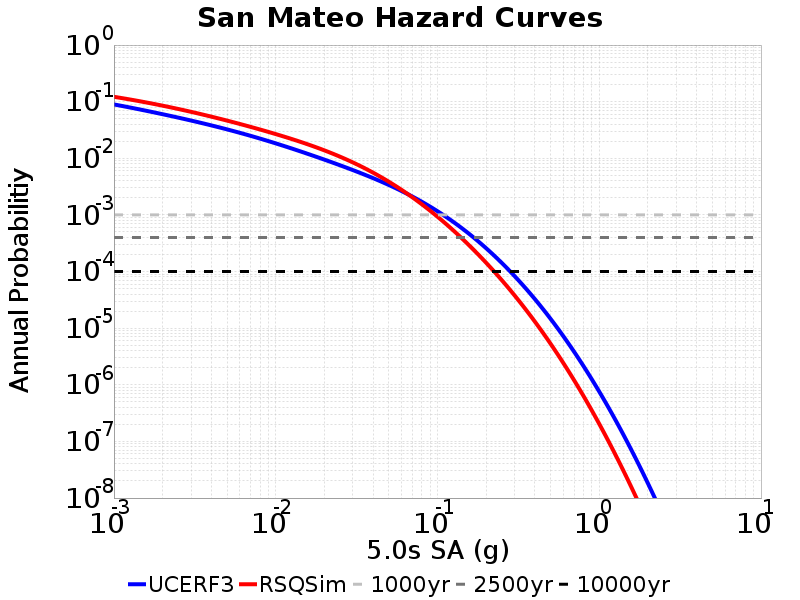 San Mateo Hazard Curves
Annual Probabilitiy
10^0
10^-1
10^-2
10^-3
10^-4
10^-5
10^-6
10^-7
10^-8
10^-3 10^-2 10^-1 10^0 10^1
5.0s SA (g)
UCERF3 RSQSim 1000yr 2500yr 10000yr